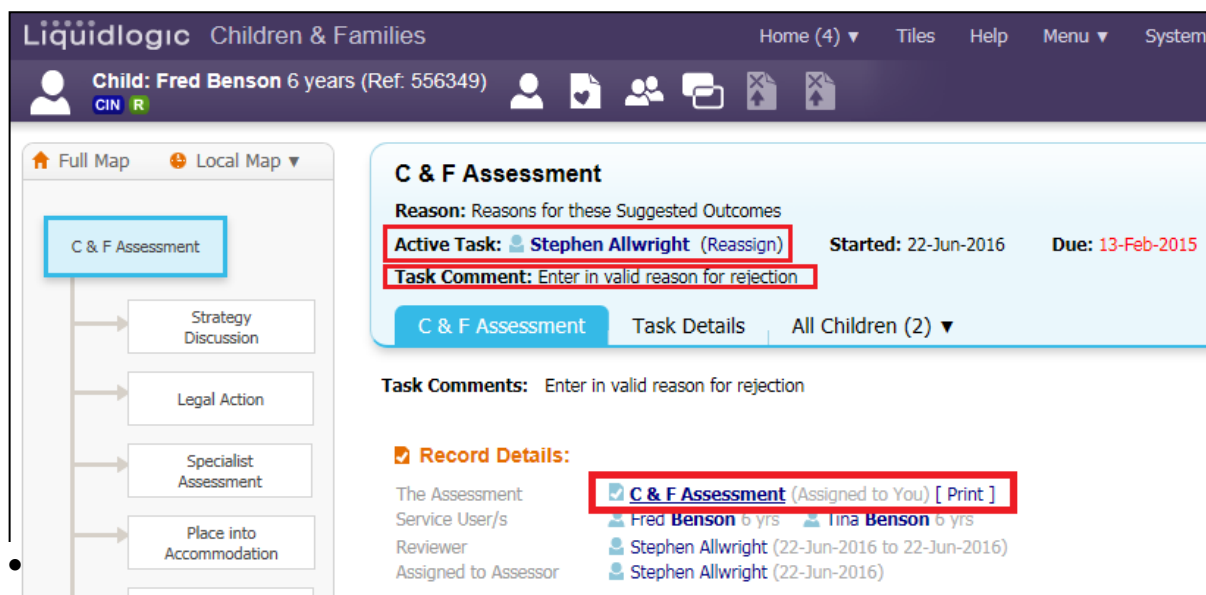 Liquidlogic Children & Families Home (4) ▼ Tiles Help Menu ▼ System
Child: Fred Benson 6 years (Ref: 556349)
CIN R
Full Map Local Map ▼
C & F Assessment
Strategy
Discussion
Legal Action
Specialist
Assessment
Place into
Accommodation
C & F Assessment
Reason: Reasons for these Suggested Outcomes
Active Task: Stephen Allwright (Reassign) Started: 22-Jun-2016 Due: 13-Feb-2015
Task Comment: Enter in valid reason for rejection
C & F Assessment Task Details All Children (2) ▼
Task Comments: Enter in valid reason for rejection
Record Details:
The Assessment C & F Assessment (Assigned to You) [ Print ]
Service User/s Fred Benson 6 yrs Tina Benson 6 yrs
Reviewer Stephen Allwright (22-Jun-2016 to 22-Jun-2016)
Assigned to Assessor Stephen Allwright (22-Jun-2016)